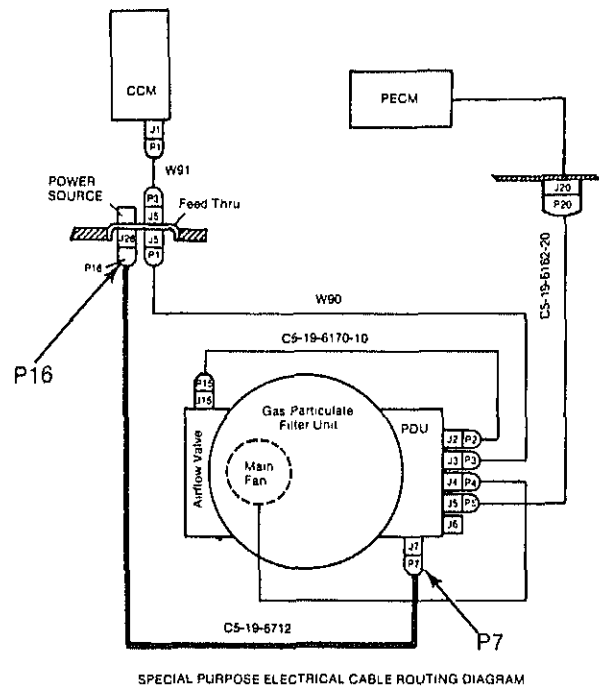 CCM
PECM
J1
P1
W91
J20
P20
POWER
SOURCE
P3
J5
Feed Thru
J26
J5
P16
P1
P16
W90
C5-19-6162-20
C5-19-6170-10
P15
J15
Gas Particulate
Filter Unit
PDU
Airflow Valve
Main
Fan
J2 P2
J3 P3
J4 P4
J5 P5
J6
J7
P7
C5-19-6712
P7
SPECIAL PURPOSE ELECTRICAL CABLE ROUTING DIAGRAM